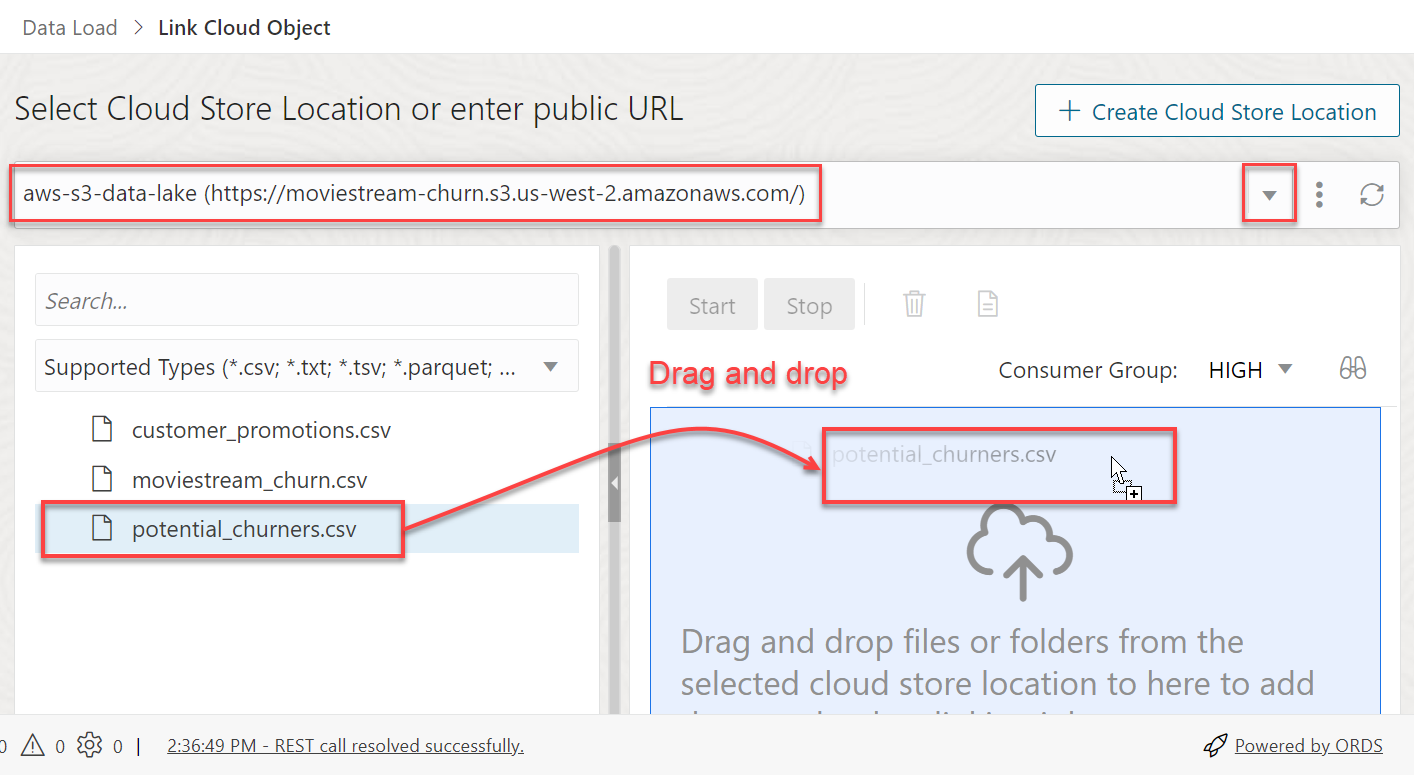 Data Load > Link Cloud Object
Select Cloud Store Location or enter public URL
Create Cloud Store Location
aws-s3-data-lake (https://moviestream-churn.s3.us-west-2.amazonaws.com/)
Search...
Start
Stop
Supported Types (*.csv; *.txt; *.tsv; *.parquet; ...
Drag and drop
Consumer Group: HIGH
customer_promotions.csv
moviestream_churn.csv
potential_churners.csv
potential_churners.csv
Drag and drop files or folders from the
selected cloud store location to here to add
0 0 0 | 2:36:49 PM - REST call resolved successfully.
Powered by ORDS